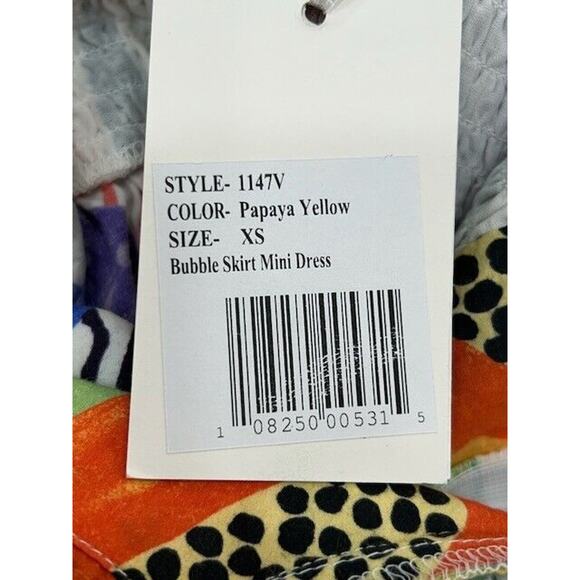 STYLE- 1147V
COLOR- Papaya Yellow
SIZE- XS
Bubble Skirt Mini Dress
1 08250 00531 5